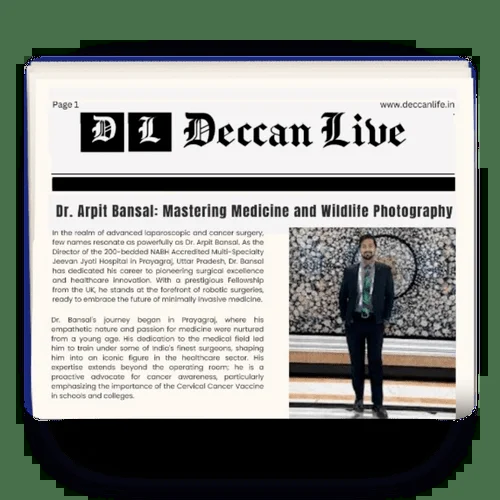 Page 1
www.deccanlife.in
D L Deccan Live
Dr. Arpit Bansal: Mastering Medicine and Wildlife Photography
In the realm of advanced laparoscopic and cancer surgery,
few names resonate as powerfully as Dr. Arpit Bansal. As the
Director of the 200-bedded NABH Accredited Multi-Specialty
Jeevan Jyoti Hospital in Prayagraj, Uttar Pradesh, Dr. Bansal
has dedicated his career to pioneering surgical excellence
and healthcare innovation. With a prestigious Fellowship
from the UK, he stands at the forefront of robotic surgeries,
ready to embrace the future of minimally invasive medicine.
Dr. Bansal's journey began in Prayagraj, where his
empathetic nature and passion for medicine were nurtured
from a young age. His dedication to the medical field led
him to train under some of India's finest surgeons, shaping
him into an iconic figure in the healthcare sector. His
expertise extends beyond the operating room; he is a
proactive advocate for cancer awareness, particularly
emphasizing the importance of the Cervical Cancer Vaccine
in schools and colleges.